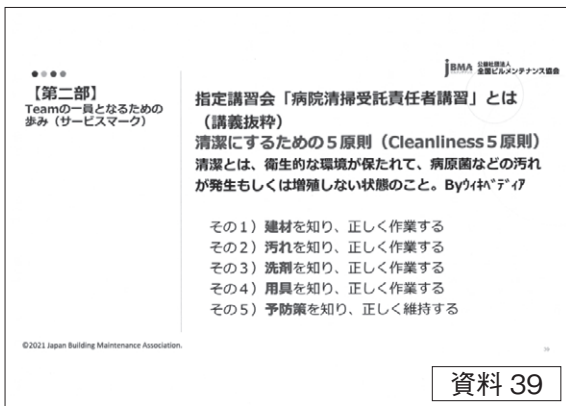 JBMA 公益社団法人 全国ビルメンテナンス協会
【第二部】
Teamの一員となるための
歩み（サービスマーク）
指定講習会「病院清掃受託責任者講習」とは
（講義抜粋）
清潔にするための５原則（Cleanliness５原則）
清潔とは、衛生的な環境が保たれて、病原菌などの汚れ
が発生もしくは増殖しない状態のこと。Byｳｨｷﾍﾟﾃﾞｨｱ
その１）建材を知り、正しく作業する
その２）汚れを知り、正しく作業する
その３）洗剤を知り、正しく作業する
その４）用具を知り、正しく作業する
その５）予防策を知り、正しく維持する
©2021 Japan Building Maintenance Association.
資料 39